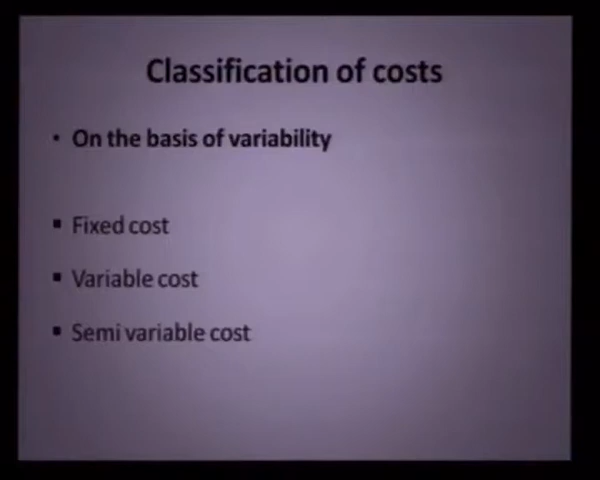 Classification of costs
On the basis of variability
Fixed cost
Variable cost
Semi variable cost